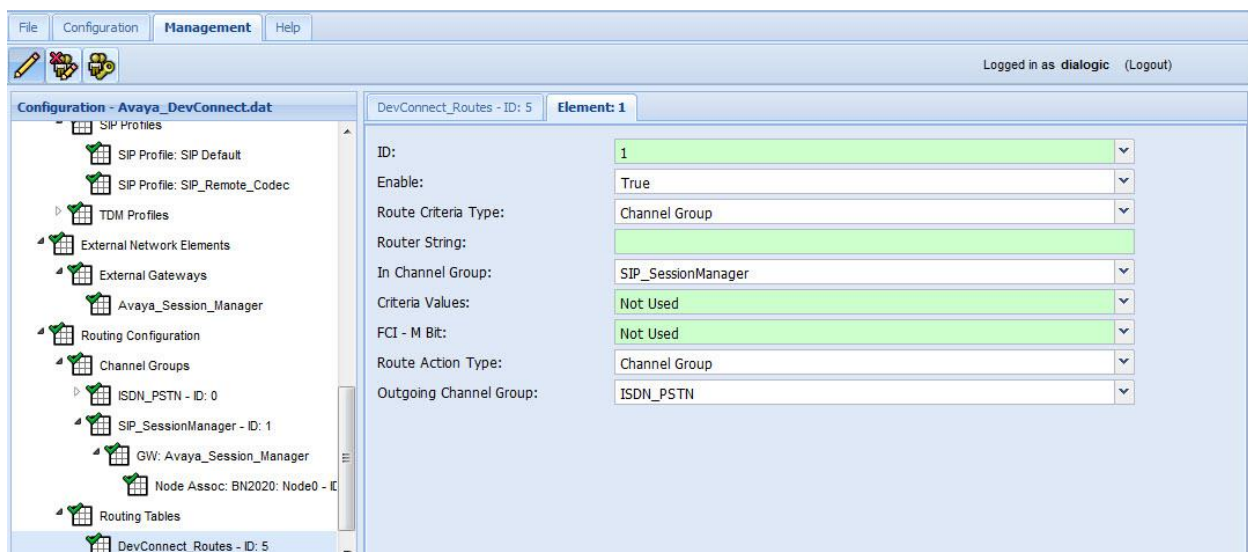 File Configuration Management Help
Logged in as dialogic (Logout)
Configuration - Avaya_DevConnect.dat
SIP Profiles
SIP Profile: SIP Default
SIP Profile: SIP_Remote_Codec
TDM Profiles
External Network Elements
External Gateways
Avaya_Session_Manager
Routing Configuration
Channel Groups
ISDN_PSTN - ID: 0
SIP_SessionManager - ID: 1
GW: Avaya_Session_Manager
Node Assoc: BN2020: Node0 - ID
Routing Tables
DevConnect_Routes - ID: 5
DevConnect_Routes - ID: 5 Element: 1
ID: 1
Enable: True
Route Criteria Type: Channel Group
Router String:
In Channel Group: SIP_SessionManager
Criteria Values: Not Used
FCI - M Bit: Not Used
Route Action Type: Channel Group
Outgoing Channel Group: ISDN_PSTN